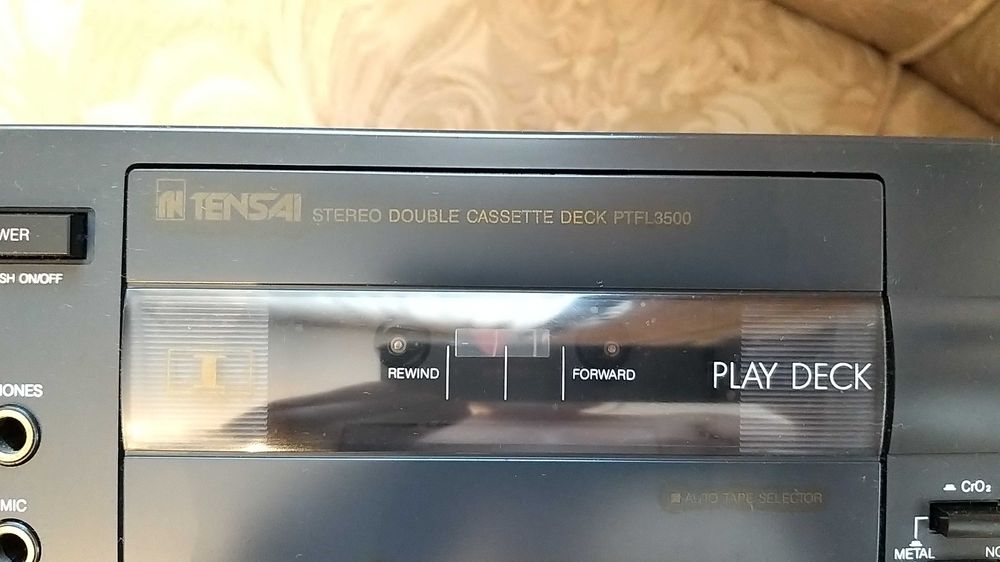 TENSAI STEREO DOUBLE CASSETTE DECK PTFL3500
WER
SH ON/OFF
I
REWIND
FORWARD
PLAY DECK
HONES
MIC
AUTO TAPE SELECTOR
CrO₂
METAL
NO